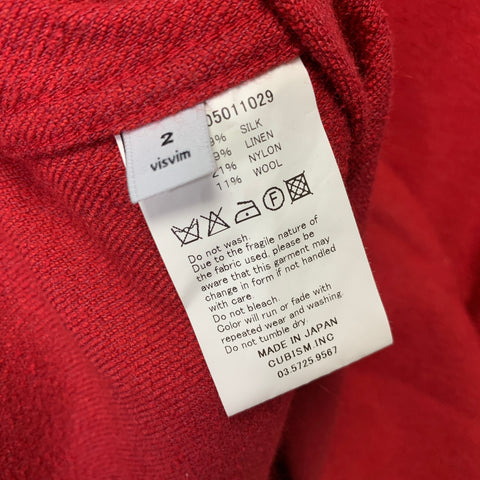 2
visvim
05011029
9% SILK
9% LINEN
21% NYLON
11% WOOL
F
Do not wash.
Due to the fragile nature of
the fabric used, please be
aware that this garment may
change in form if not handled
with care.
Do not bleach.
Color will run or fade with
repeated wear and washing.
Do not tumble dry.
MADE IN JAPAN
CUBISM.INC
03.5725.9567